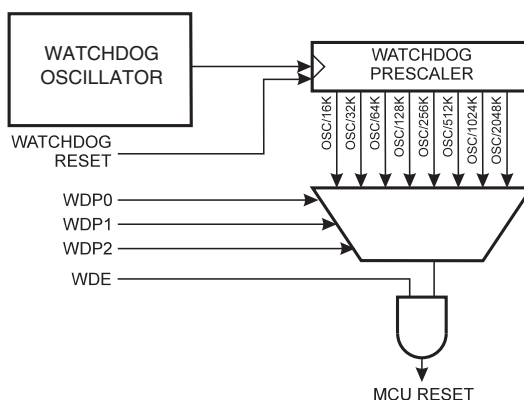 WATCHDOG
OSCILLATOR
WATCHDOG
PRESCALER
WATCHDOG
RESET
OSC/16K
OSC/32K
OSC/64K
OSC/128K
OSC/256K
OSC/512K
OSC/1024K
OSC/2048K
WDP0
WDP1
WDP2
WDE
MCU RESET